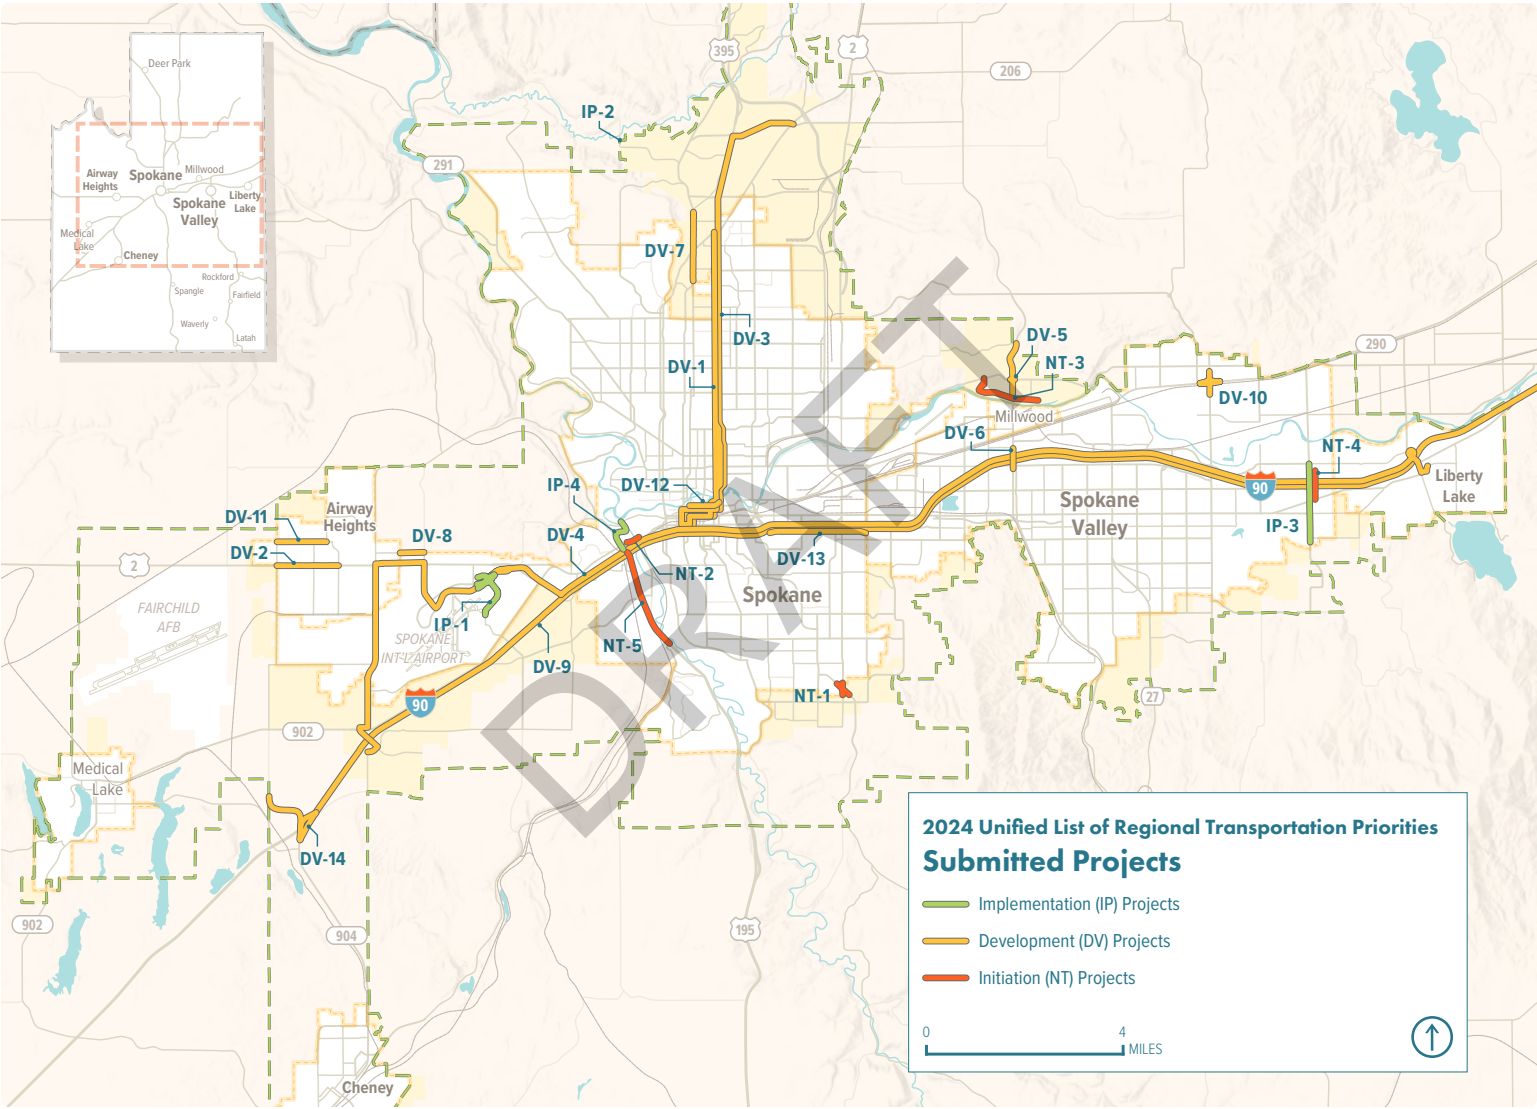 395
2
206
Deer Park
IP-2
291
Airway
Heights
Spokane
Millwood
Spokane
Valley
Liberty
Lake
Medical
Lake
Cheney
Rockford
Spangle
Fairfield
Waverly
Latah
DV-7
DV-3
DV-1
DV-5
NT-3
290
DV-10
Millwood
DV-6
NT-4
90
Liberty
Lake
IP-4
DV-12
Spokane
Valley
IP-3
Airway
Heights
DV-11
DV-2
DV-8
DV-4
DV-13
2
NT-2
Spokane
FAIRCHILD
AFB
IP-1
SPOKANE
INT'L AIRPORT
NT-5
DV-9
NT-1
27
90
902
Medical
Lake
DV-14
902
904
195
Cheney
DRAFT
2024 Unified List of Regional Transportation Priorities
Submitted Projects
Implementation (IP) Projects
Development (DV) Projects
Initiation (NT) Projects
0 4
MILES